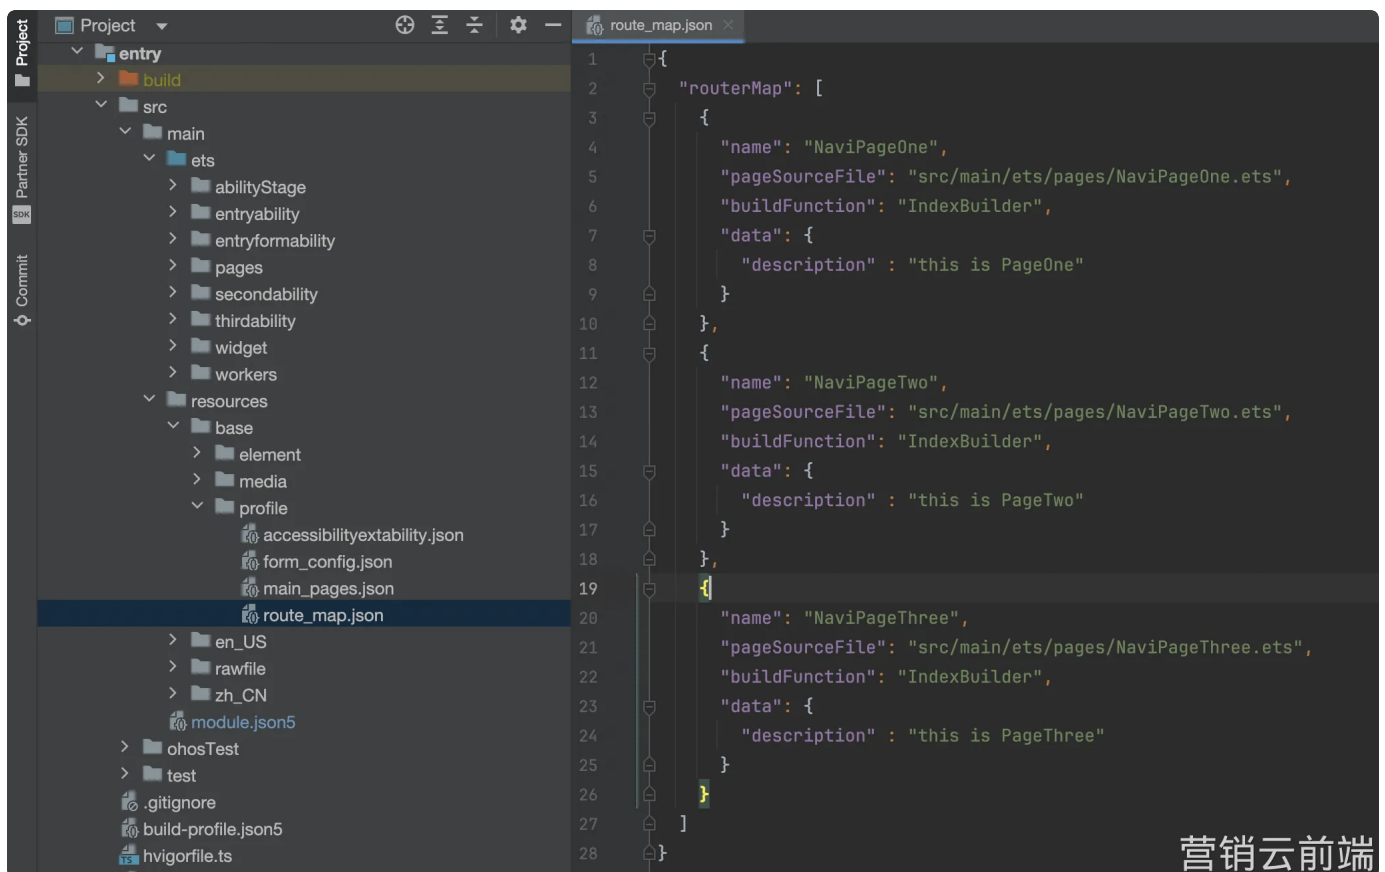 Project
Partner SDK
SDK
Commit
Project
entry
build
src
main
ets
abilityStage
entryability
entryformability
pages
secondability
thirdability
widget
workers
resources
base
element
media
profile
accessibilityextability.json
form_config.json
main_pages.json
route_map.json
en_US
rawfile
zh_CN
module.json5
ohosTest
test
.gitignore
build-profile.json5
TS
hvigorfile.ts
route_map.json
1 {
2 "routerMap": [
3 {
4 "name": "NaviPageOne",
5 "pageSourceFile": "src/main/ets/pages/NaviPageOne.ets",
6 "buildFunction": "IndexBuilder",
7 "data": {
8 "description" : "this is PageOne"
9 }
10 },
11 {
12 "name": "NaviPageTwo",
13 "pageSourceFile": "src/main/ets/pages/NaviPageTwo.ets",
14 "buildFunction": "IndexBuilder",
15 "data": {
16 "description" : "this is PageTwo"
17 }
18 },
19 {
20 "name": "NaviPageThree",
21 "pageSourceFile": "src/main/ets/pages/NaviPageThree.ets",
22 "buildFunction": "IndexBuilder",
23 "data": {
24 "description" : "this is PageThree"
25 }
26 }
27 ]
28 }
营销云前端